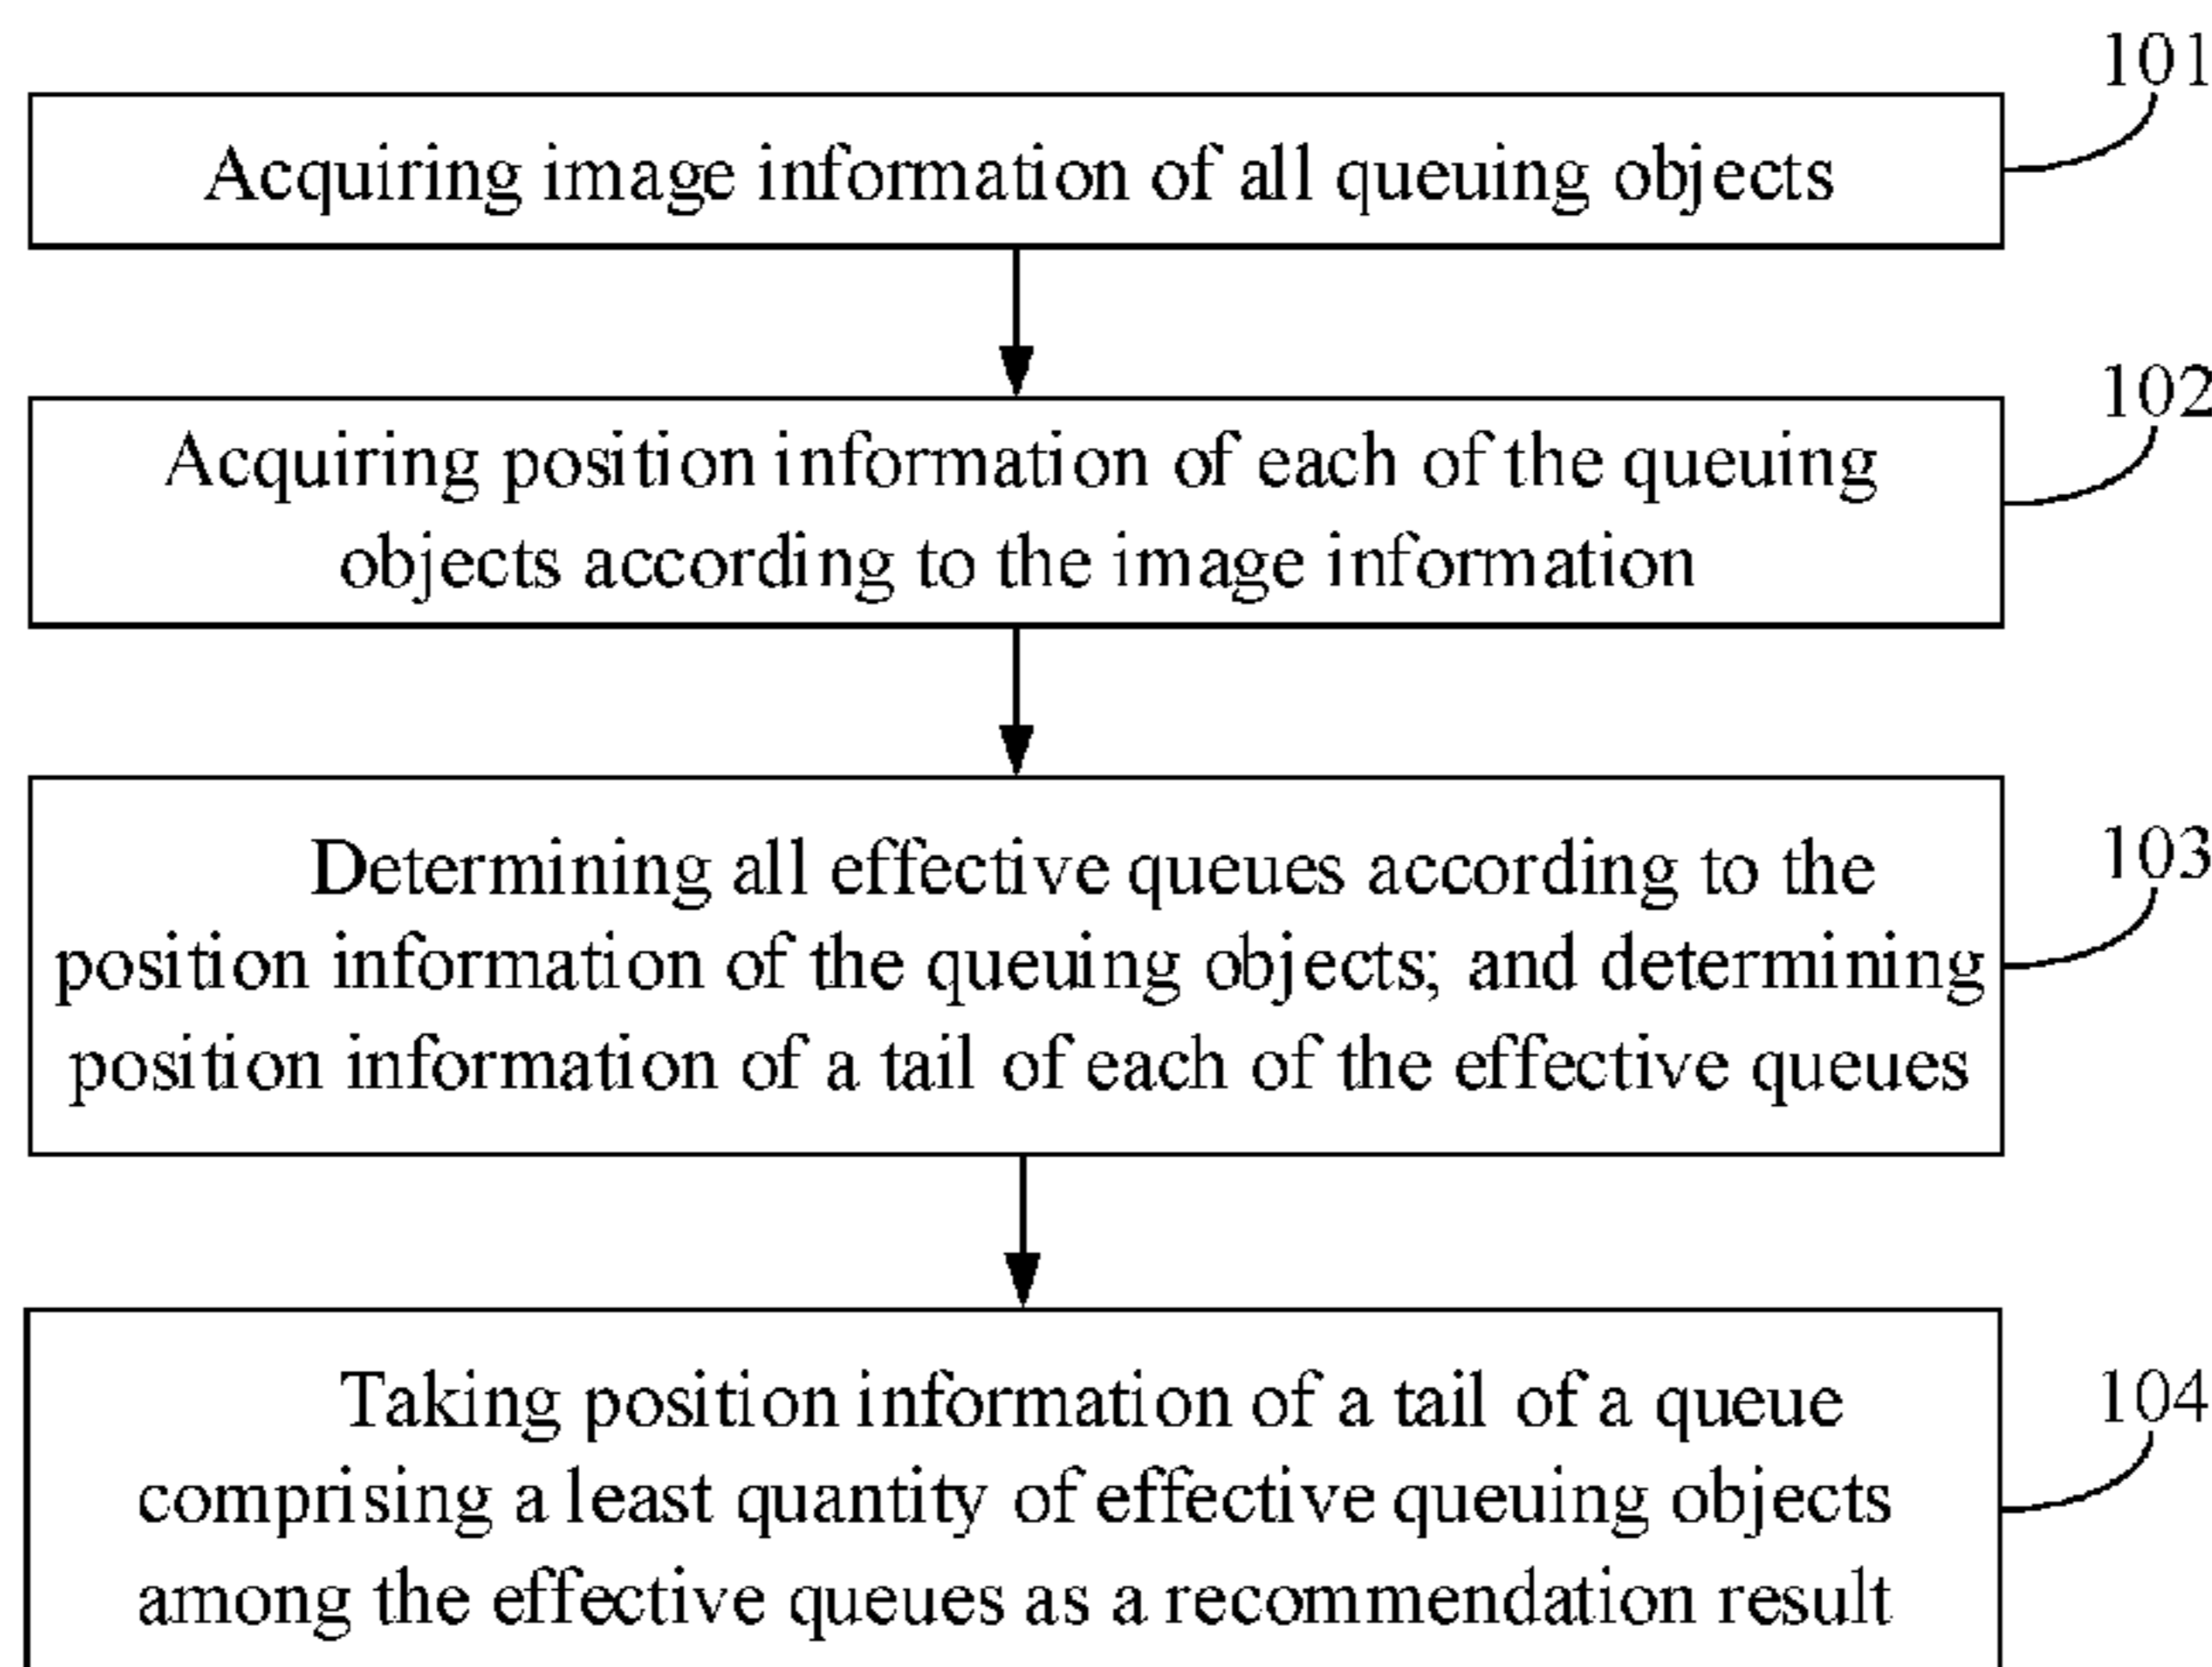 101
Acquiring image information of all queuing objects
102
Acquiring position information of each of the queuing
objects according to the image information
Determining all effective queues according to the
103
position information of the queuing objects; and determining
position information of a tail of each of the effective queues
Taking position information of a tail of a queue
104
comprising a least quantity of effective queuing objects
among the effective queues as a recommendation result